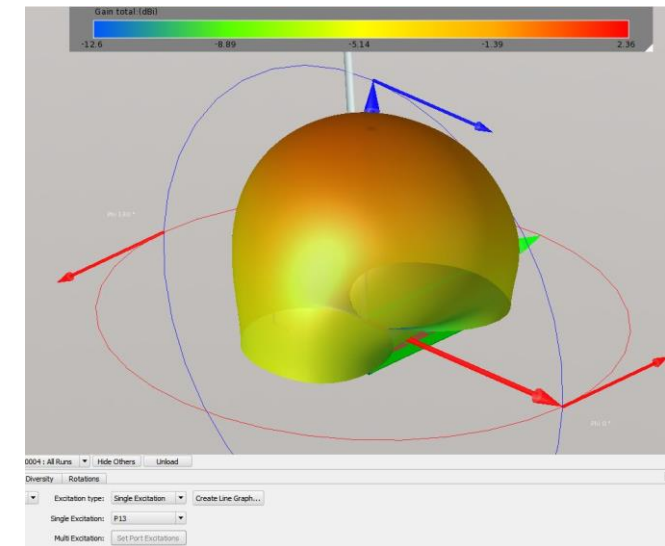 Gain total (dBi)
-12.6 -8.89 -5.14 -1.39 2.36
0004 : All Runs Hide Others Unload
Diversity Rotations
Excitation type: Single Excitation Create Line Graph...
Single Excitation: P13
Multi Excitation: Set Port Excitations